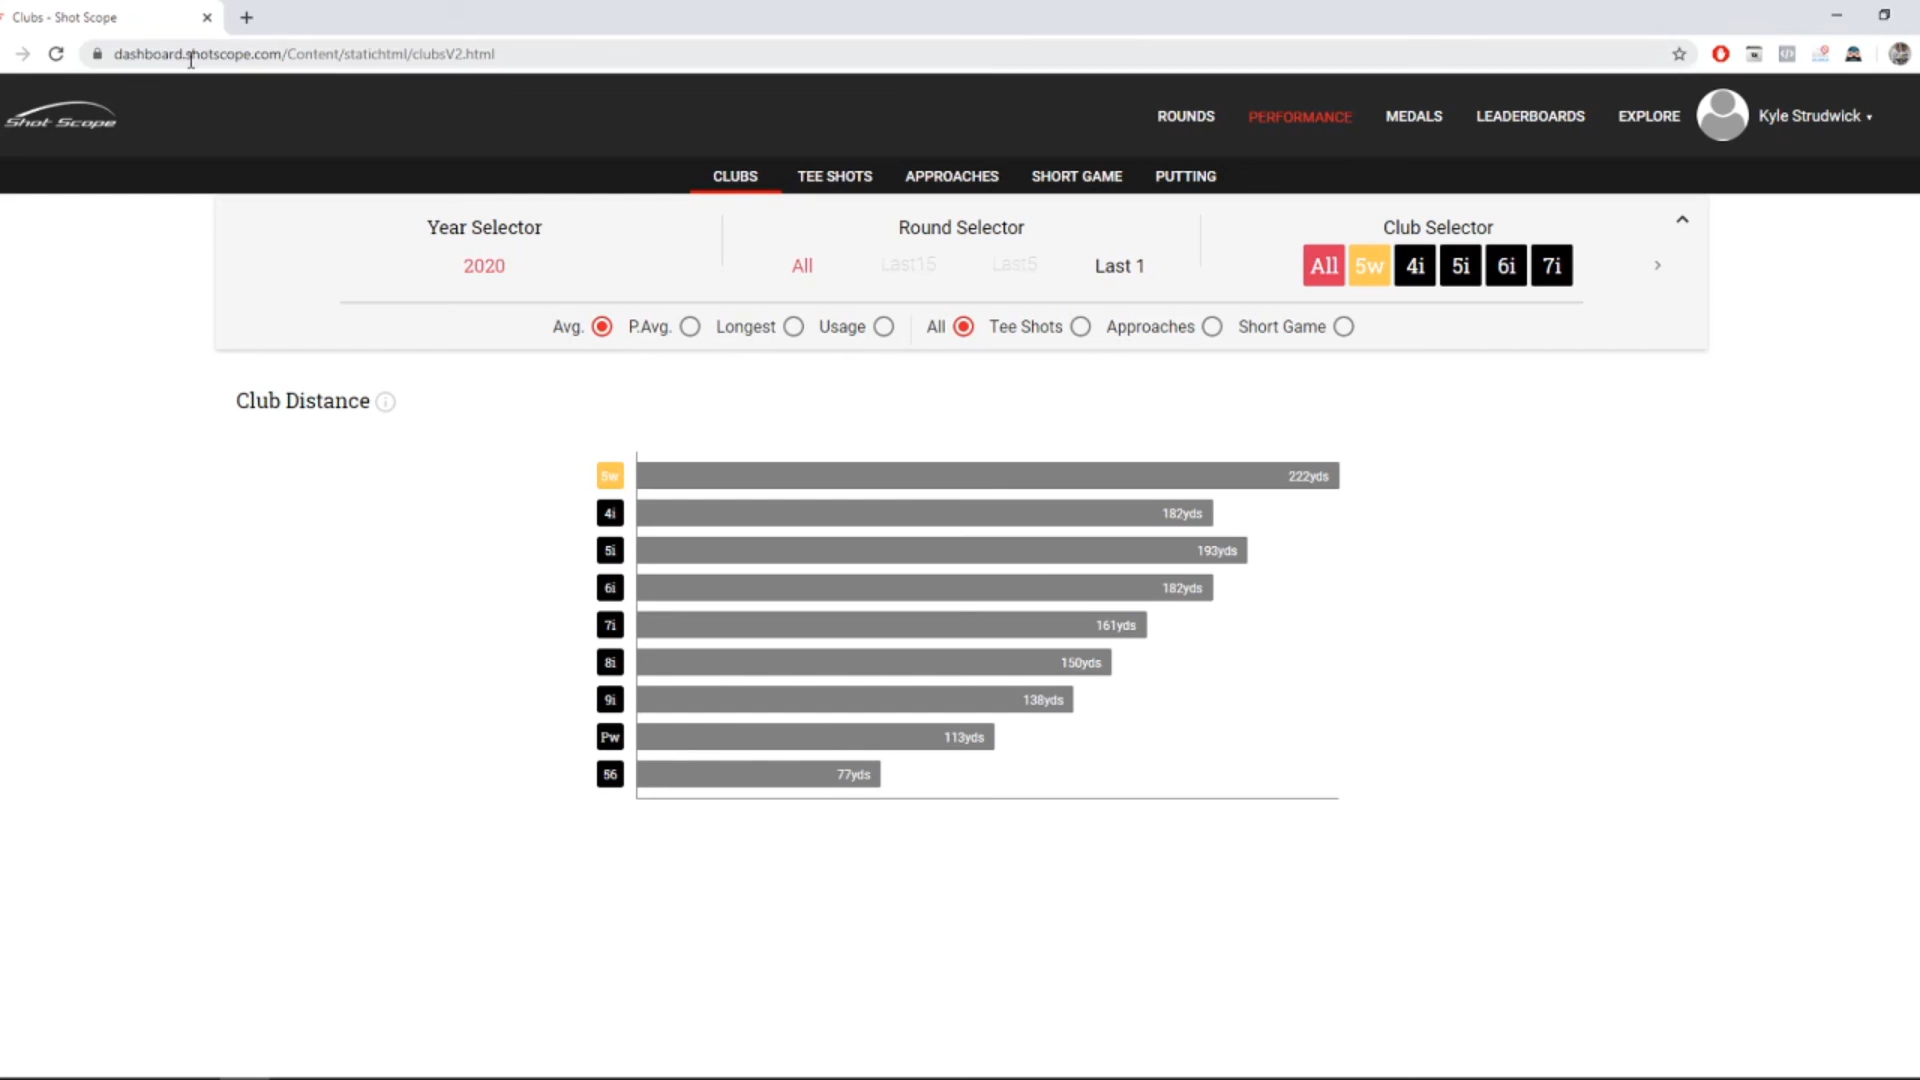 Clubs - Shot Scope
dashboard.shotscope.com/Content/statichtml/clubsV2.html
Shot Scope
ROUNDS PERFORMANCE MEDALS LEADERBOARDS EXPLORE Kyle Strudwick
CLUBS TEE SHOTS APPROACHES SHORT GAME PUTTING
Year Selector Round Selector Club Selector
2020 All Last15 Last5 Last 1 All 5w 4i 5i 6i 7i
Avg. P.Avg. Longest Usage All Tee Shots Approaches Short Game
Club Distance
5w 222yds
4i 182yds
5i 193yds
6i 182yds
7i 161yds
8i 150yds
9i 138yds
Pw 113yds
56 77yds